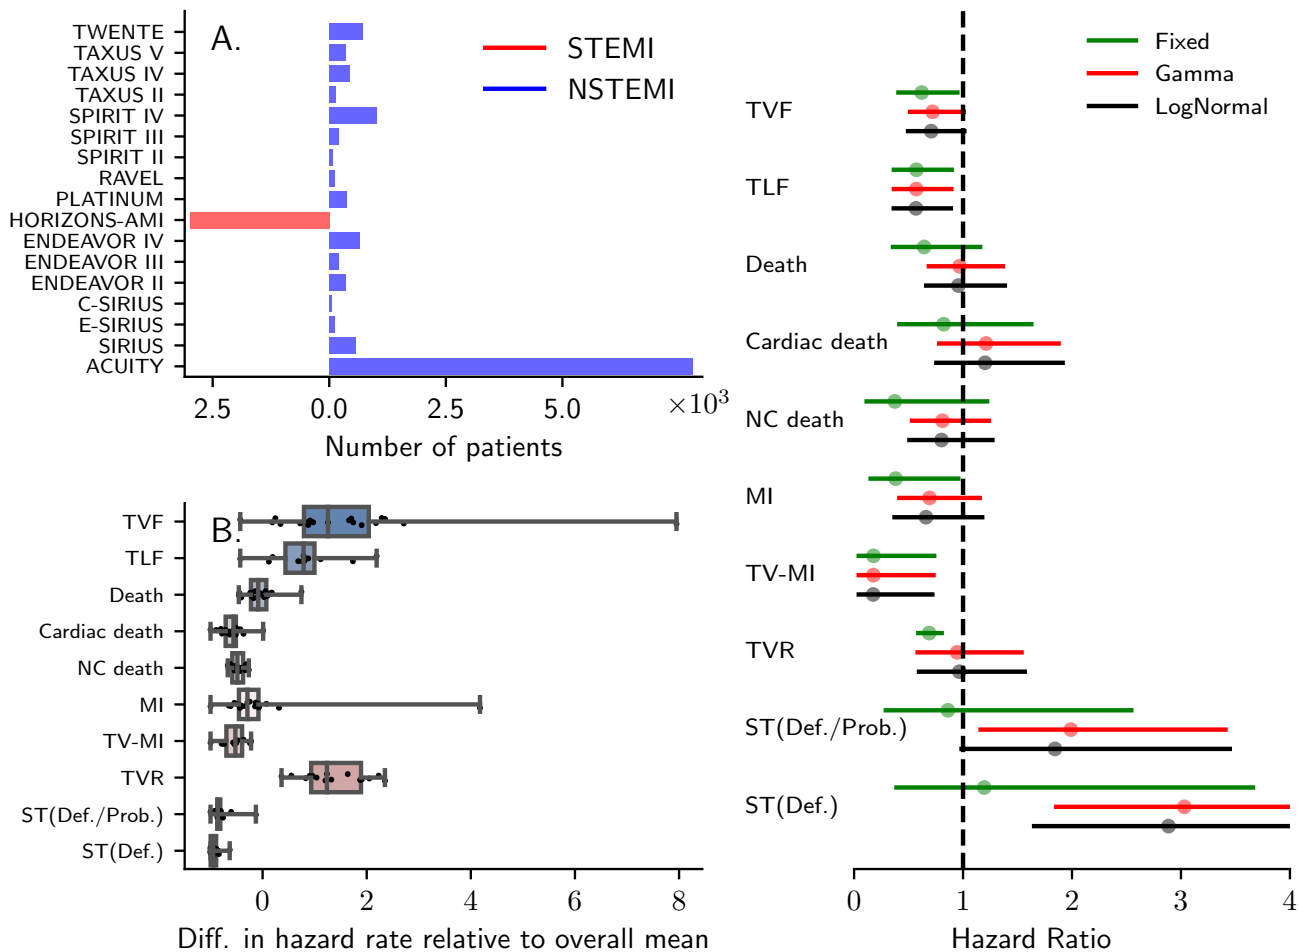 A.
TWENTE
TAXUS V
TAXUS IV
TAXUS II
SPIRIT IV
SPIRIT III
SPIRIT II
RAVEL
PLATINUM
HORIZONS-AMI
ENDEAVOR IV
ENDEAVOR III
ENDEAVOR II
C-SIRIUS
E-SIRIUS
SIRIUS
ACUITY
STEMI
NSTEMI
2.5 0.0 2.5 5.0 ×10³
Number of patients
B.
TVF
TLF
Death
Cardiac death
NC death
MI
TV-MI
TVR
ST(Def./Prob.)
ST(Def.)
0 2 4 6 8
Diff. in hazard rate relative to overall mean
Fixed
Gamma
LogNormal
TVF
TLF
Death
Cardiac death
NC death
MI
TV-MI
TVR
ST(Def./Prob.)
ST(Def.)
0 1 2 3 4
Hazard Ratio